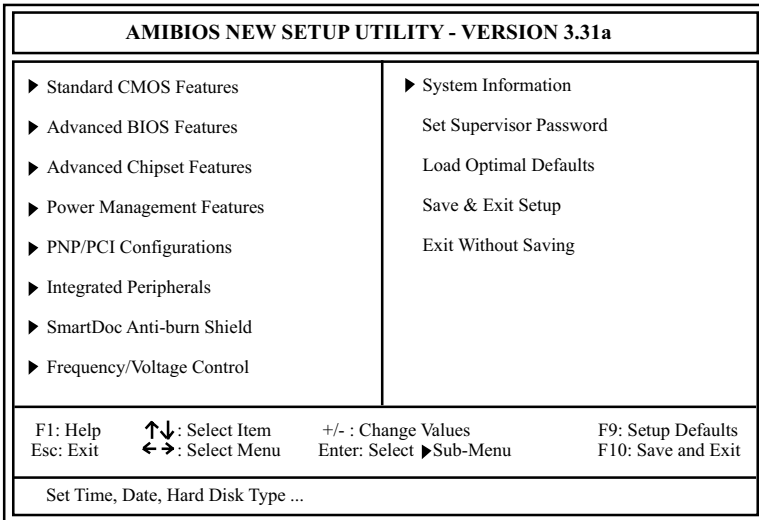 AMIBIOS NEW SETUP UTILITY - VERSION 3.31a
▶ Standard CMOS Features
▶ Advanced BIOS Features
▶ Advanced Chipset Features
▶ Power Management Features
▶ PNP/PCI Configurations
▶ Integrated Peripherals
▶ SmartDoc Anti-burn Shield
▶ Frequency/Voltage Control
▶ System Information
Set Supervisor Password
Load Optimal Defaults
Save & Exit Setup
Exit Without Saving
F1: Help ↑↓: Select Item +/- : Change Values F9: Setup Defaults
Esc: Exit ←→: Select Menu Enter: Select ▶Sub-Menu F10: Save and Exit
Set Time, Date, Hard Disk Type ...